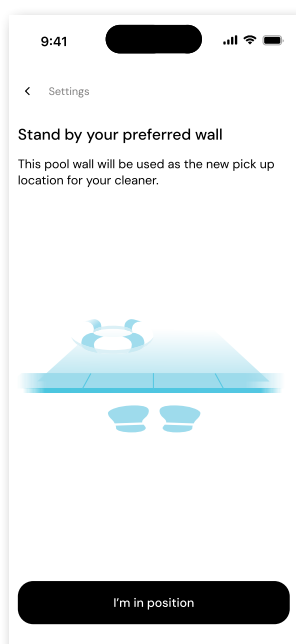 9:41
Settings
Stand by your preferred wall
This pool wall will be used as the new pick up
location for your cleaner.
I’m in position